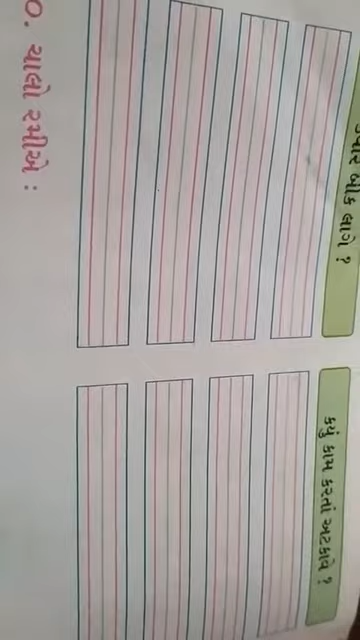 બીક લાગે ?
કયું કામ કરતાં અટકાવે ?
૦. ચાલો રમીએ :